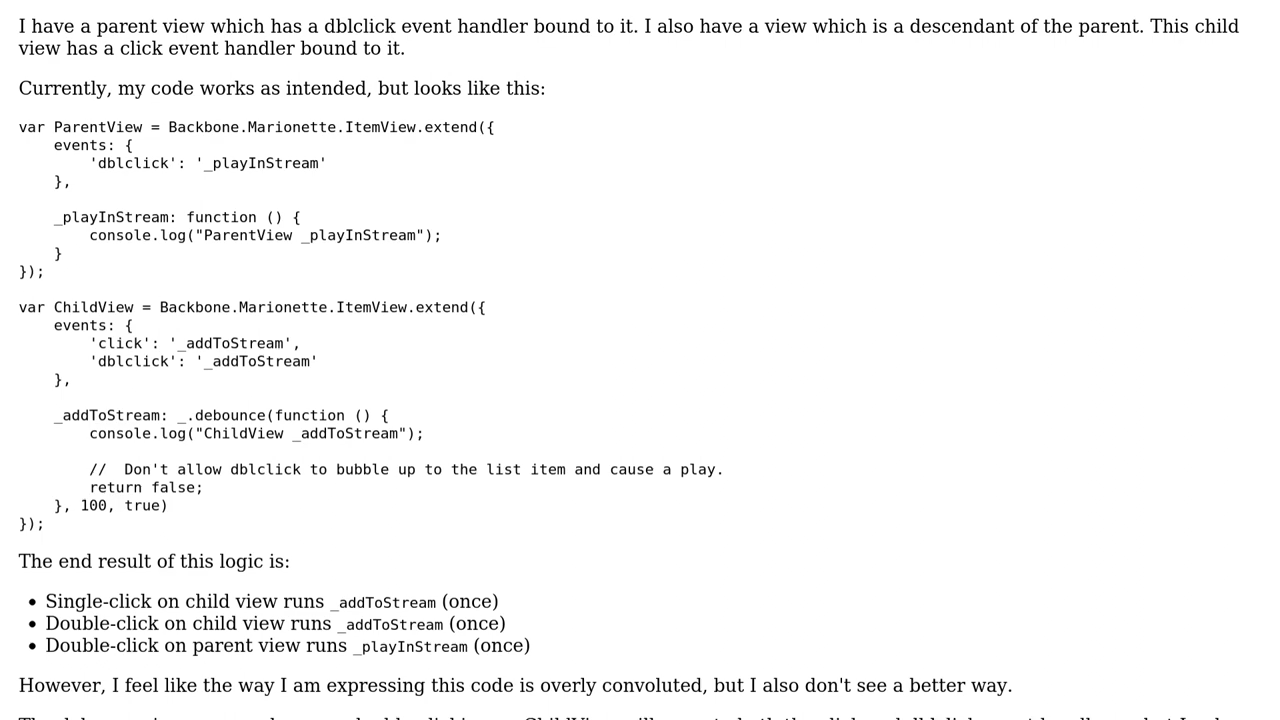 I have a parent view which has a dblclick event handler bound to it. I also have a view which is a descendant of the parent. This child
view has a click event handler bound to it.
Currently, my code works as intended, but looks like this:
var ParentView = Backbone.Marionette.ItemView.extend({
    events: {
        'dblclick': '_playInStream'
    },
    _playInStream: function () {
        console.log("ParentView _playInStream");
    }
});
var ChildView = Backbone.Marionette.ItemView.extend({
    events: {
        'click': '_addToStream',
        'dblclick': '_addToStream'
    },
    _addToStream: _.debounce(function () {
        console.log("ChildView _addToStream");
        //  Don't allow dblclick to bubble up to the list item and cause a play.
        return false;
    }, 100, true)
});
The end result of this logic is:
• Single-click on child view runs _addToStream (once)
• Double-click on child view runs _addToStream (once)
• Double-click on parent view runs _playInStream (once)
However, I feel like the way I am expressing this code is overly convoluted, but I also don't see a better way.